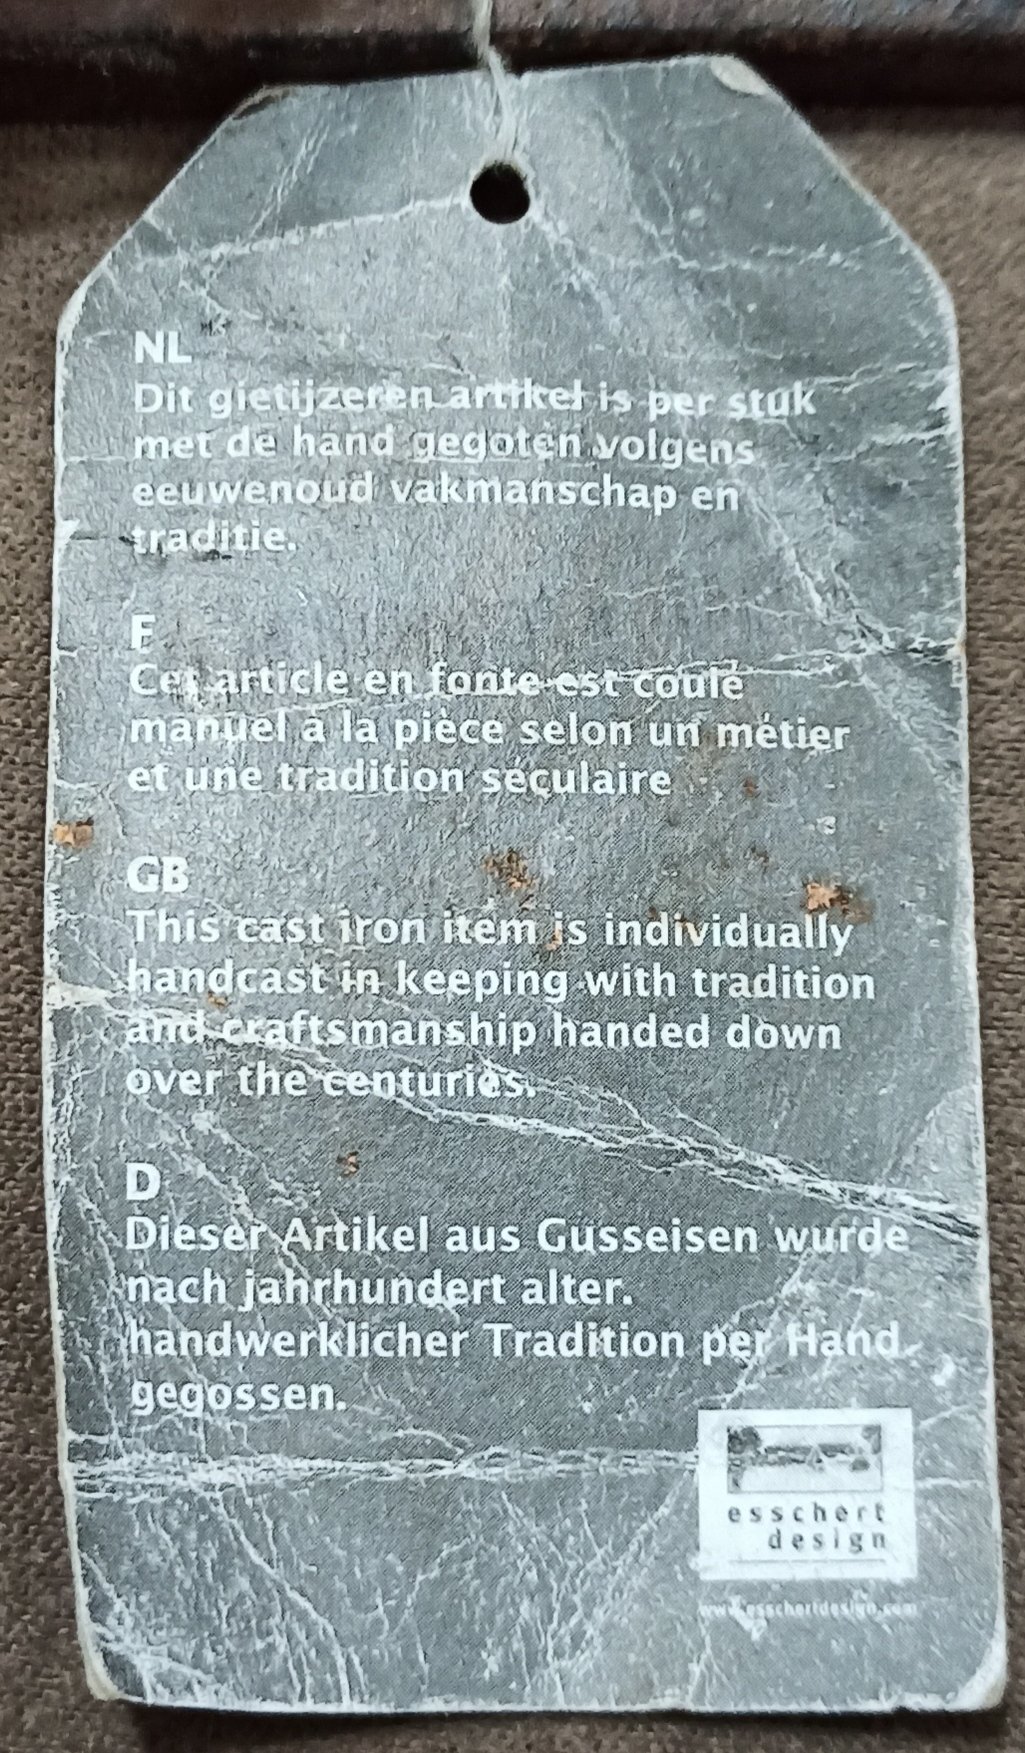 NL
Dit gietijzeren artikel is per stuk
met de hand gegoten volgens
eeuwenoud vakmanschap en
traditie.
F
Cet article en fonte est coulé
manuel à la pièce selon un métier
et une tradition séculaire
GB
This cast iron item is individually
handcast in keeping with tradition
and craftsmanship handed down
over the centuries.
D
Dieser Artikel aus Gusseisen wurde
nach jahrhundert alter.
handwerklicher Tradition per Hand
gegossen.
esschert
design
www.esschertdesign.com